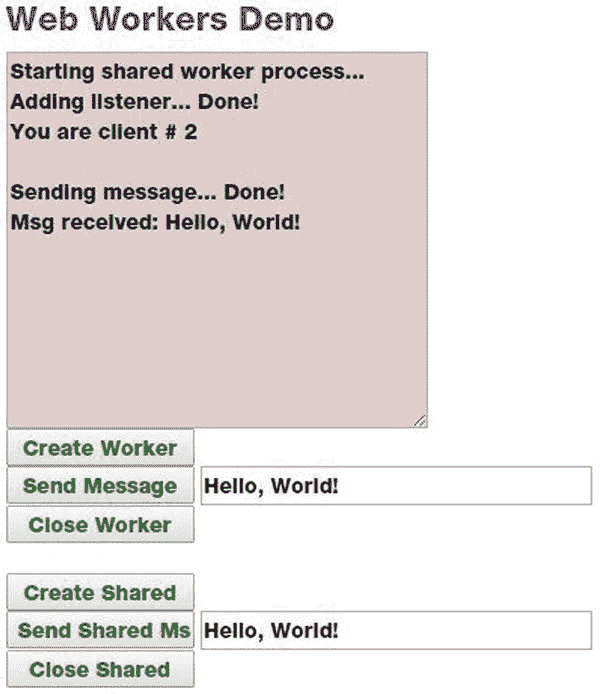 Web Workers Demo
Starting shared worker process...
Adding listener... Done!
You are client # 2
Sending message... Done!
Msg received: Hello, World!
Create Worker
Send Message Hello, World!
Close Worker
Create Shared
Send Shared Ms Hello, World!
Close Shared